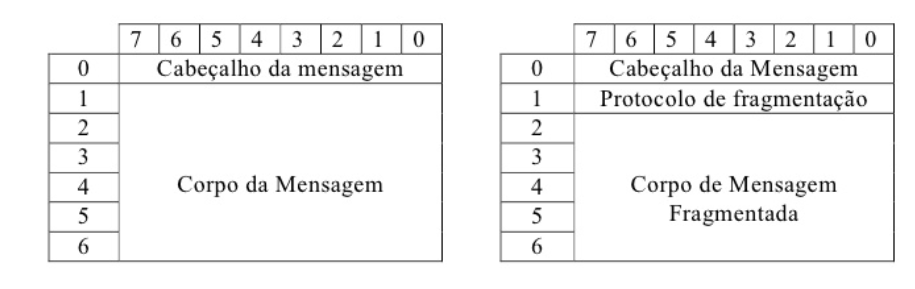 7 6 5 4 3 2 1 0
0 Cabeçalho da mensagem
1
2
3
4 Corpo da Mensagem
5
6
7 6 5 4 3 2 1 0
0 Cabeçalho da Mensagem
1 Protocolo de fragmentação
2
3
4 Corpo de Mensagem
5 Fragmentada
6